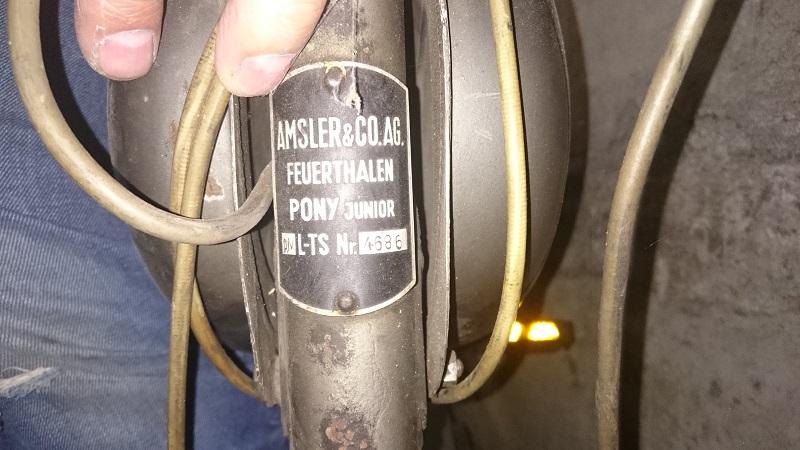 AMSLER & CO. AG.
FEUERTHALEN
PONY JUNIOR
L-TS Nr. 4686